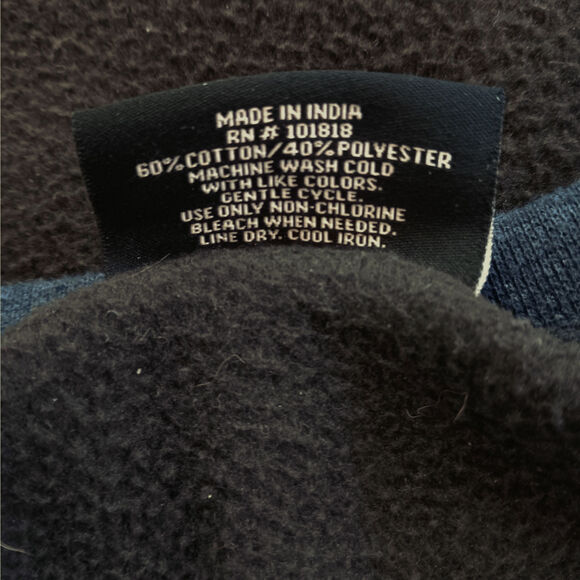 MADE IN INDIA
RN # 101818
60% COTTON/40% POLYESTER
MACHINE WASH COLD
WITH LIKE COLORS.
GENTLE CYCLE.
USE ONLY NON-CHLORINE
BLEACH WHEN NEEDED.
LINE DRY. COOL IRON.